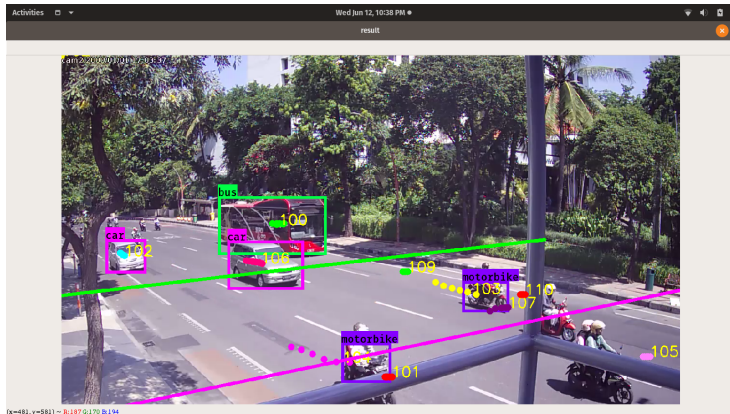 Activities
Wed Jun 12, 10:38 PM
result
bus
100
car
102
car
106
109
motorbike
103
110
107
motorbike
105
101
(x=481, y=581) ~ R:187 G:170 B:194